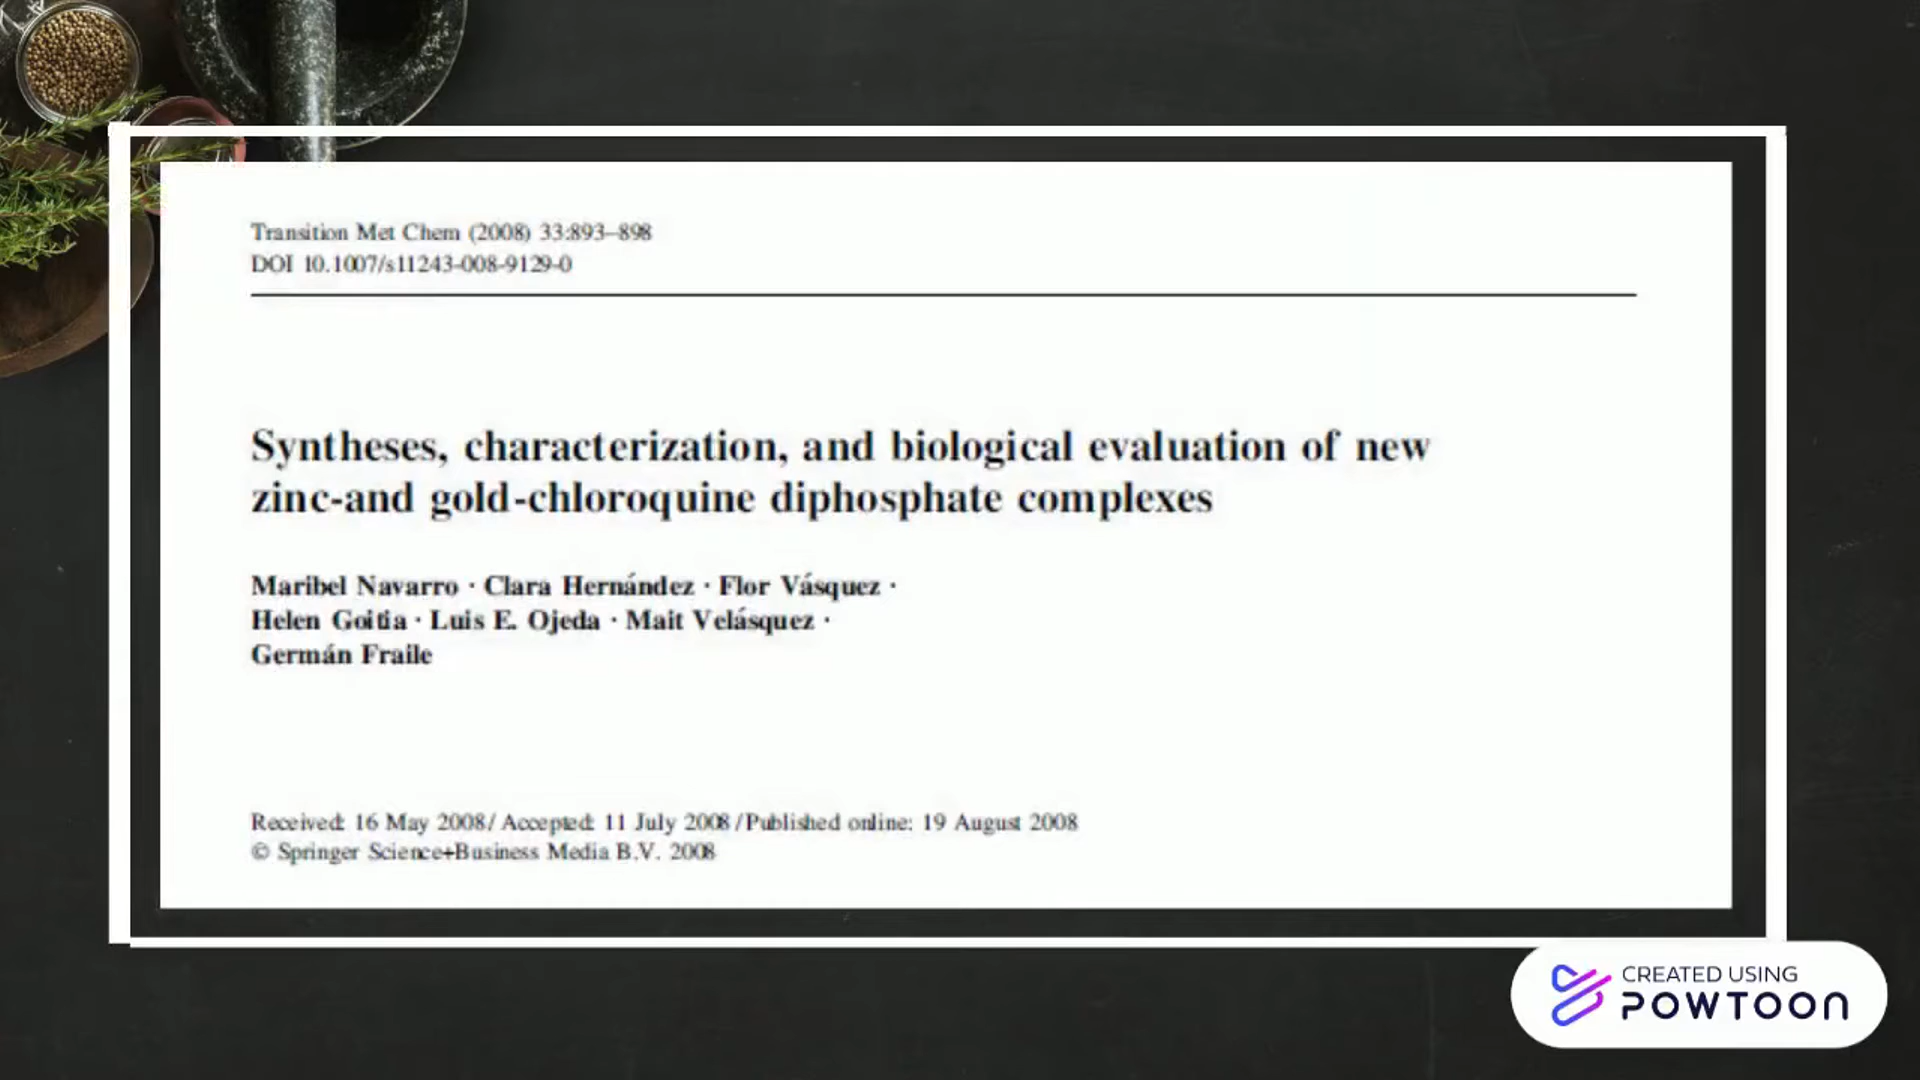 Transition Met Chem (2008) 33:893–898
DOI 10.1007/s11243-008-9129-0
Syntheses, characterization, and biological evaluation of new
zinc-and gold-chloroquine diphosphate complexes
Maribel Navarro · Clara Hernández · Flor Vásquez ·
Helen Goitia · Luis E. Ojeda · Mait Velásquez ·
Germán Fraile
Received: 16 May 2008 / Accepted: 11 July 2008 / Published online: 19 August 2008
© Springer Science+Business Media B.V. 2008
CREATED USING
POWTOON